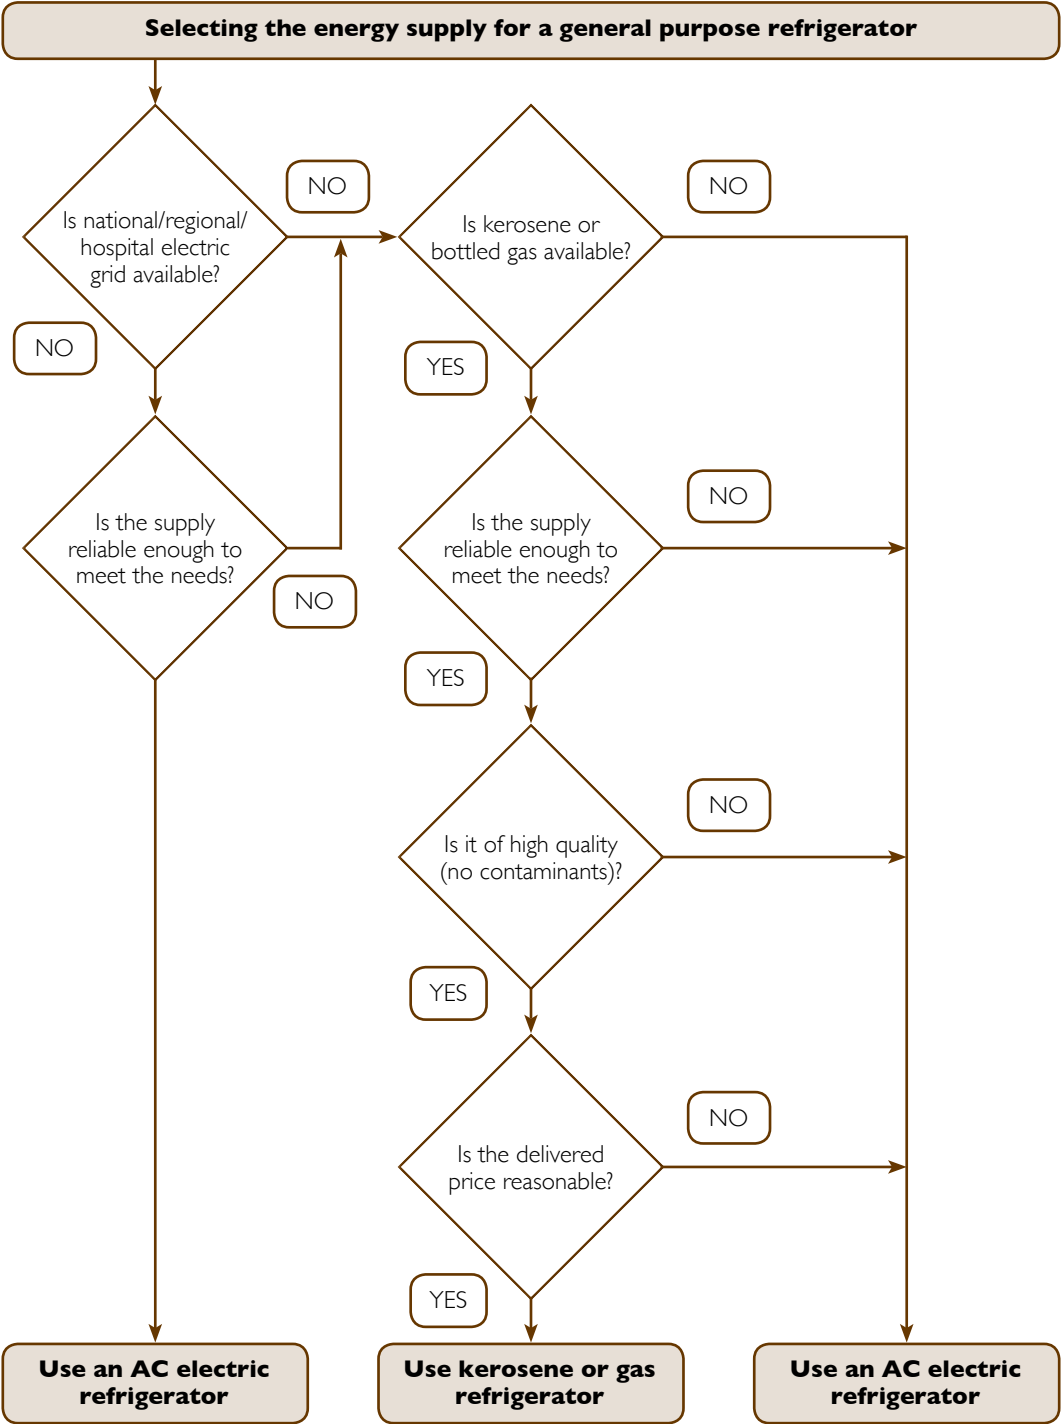 Selecting the energy supply for a general purpose refrigerator
Is national/regional/
hospital electric
grid available?
NO
NO
Is the supply
reliable enough to
meet the needs?
NO
Is kerosene or
bottled gas available?
NO
YES
Is the supply
reliable enough to
meet the needs?
NO
YES
Is it of high quality
(no contaminants)?
NO
YES
Is the delivered
price reasonable?
NO
YES
Use an AC electric
refrigerator
Use kerosene or gas
refrigerator
Use an AC electric
refrigerator